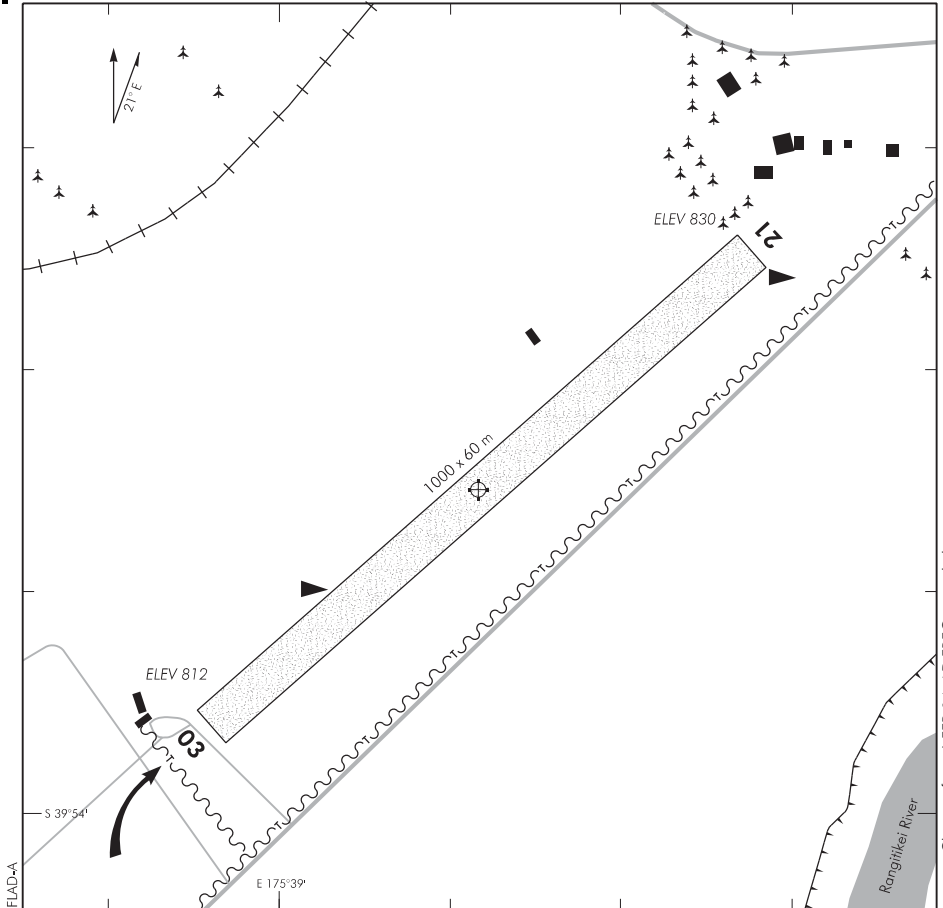 21° E
ELEV 830
21
1000 x 60 m
ELEV 812
03
S 39°54'
E 175°39'
Rangitikei River
FLAD-A